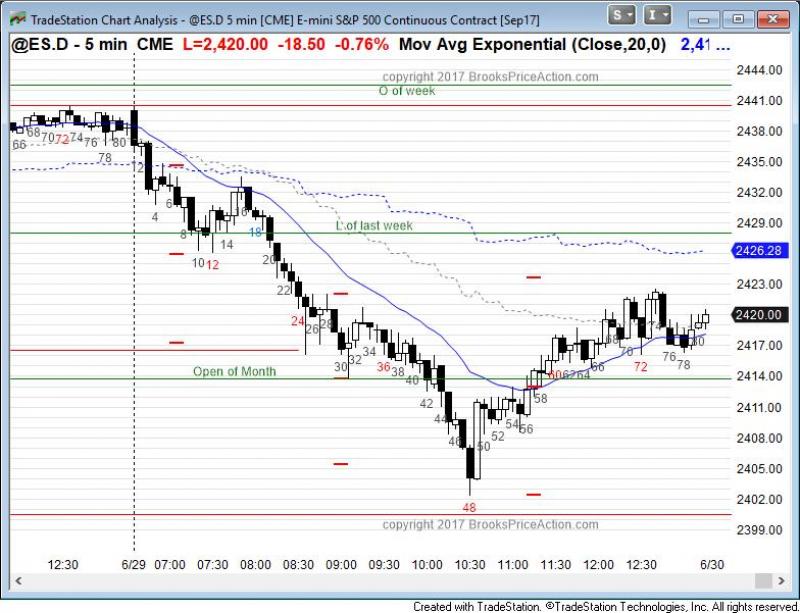 TradeStation Chart Analysis - @ES.D 5 min [CME] E-mini S&P 500 Continuous Contract [Sep17]
S I
@ES.D - 5 min CME L=2,420.00 -18.50 -0.76% Mov Avg Exponential (Close,20,0) 2,41 ...
copyright 2017 BrooksPriceAction.com
O of week
2444.00
2441.00
2438.00
2435.00
2432.00
2429.00
2426.28
2423.00
2420.00
2417.00
2414.00
2411.00
2408.00
2405.00
2402.00
2399.00
66 68 70 72 74 76 78 80
2 4 6 8 10 12 14 16 18 20 22 24 26 28 30 32 34 36 38 40 42 44 46 48 50 52 54 56 58 60 62 64 66 68 70 72 74 76 78 80
L of last week
Open of Month
copyright 2017 BrooksPriceAction.com
12:30 6/29 07:00 07:30 08:00 08:30 09:00 09:30 10:00 10:30 11:00 11:30 12:00 12:30 6/30
Created with TradeStation. ©TradeStation Technologies, Inc. All rights reserved.